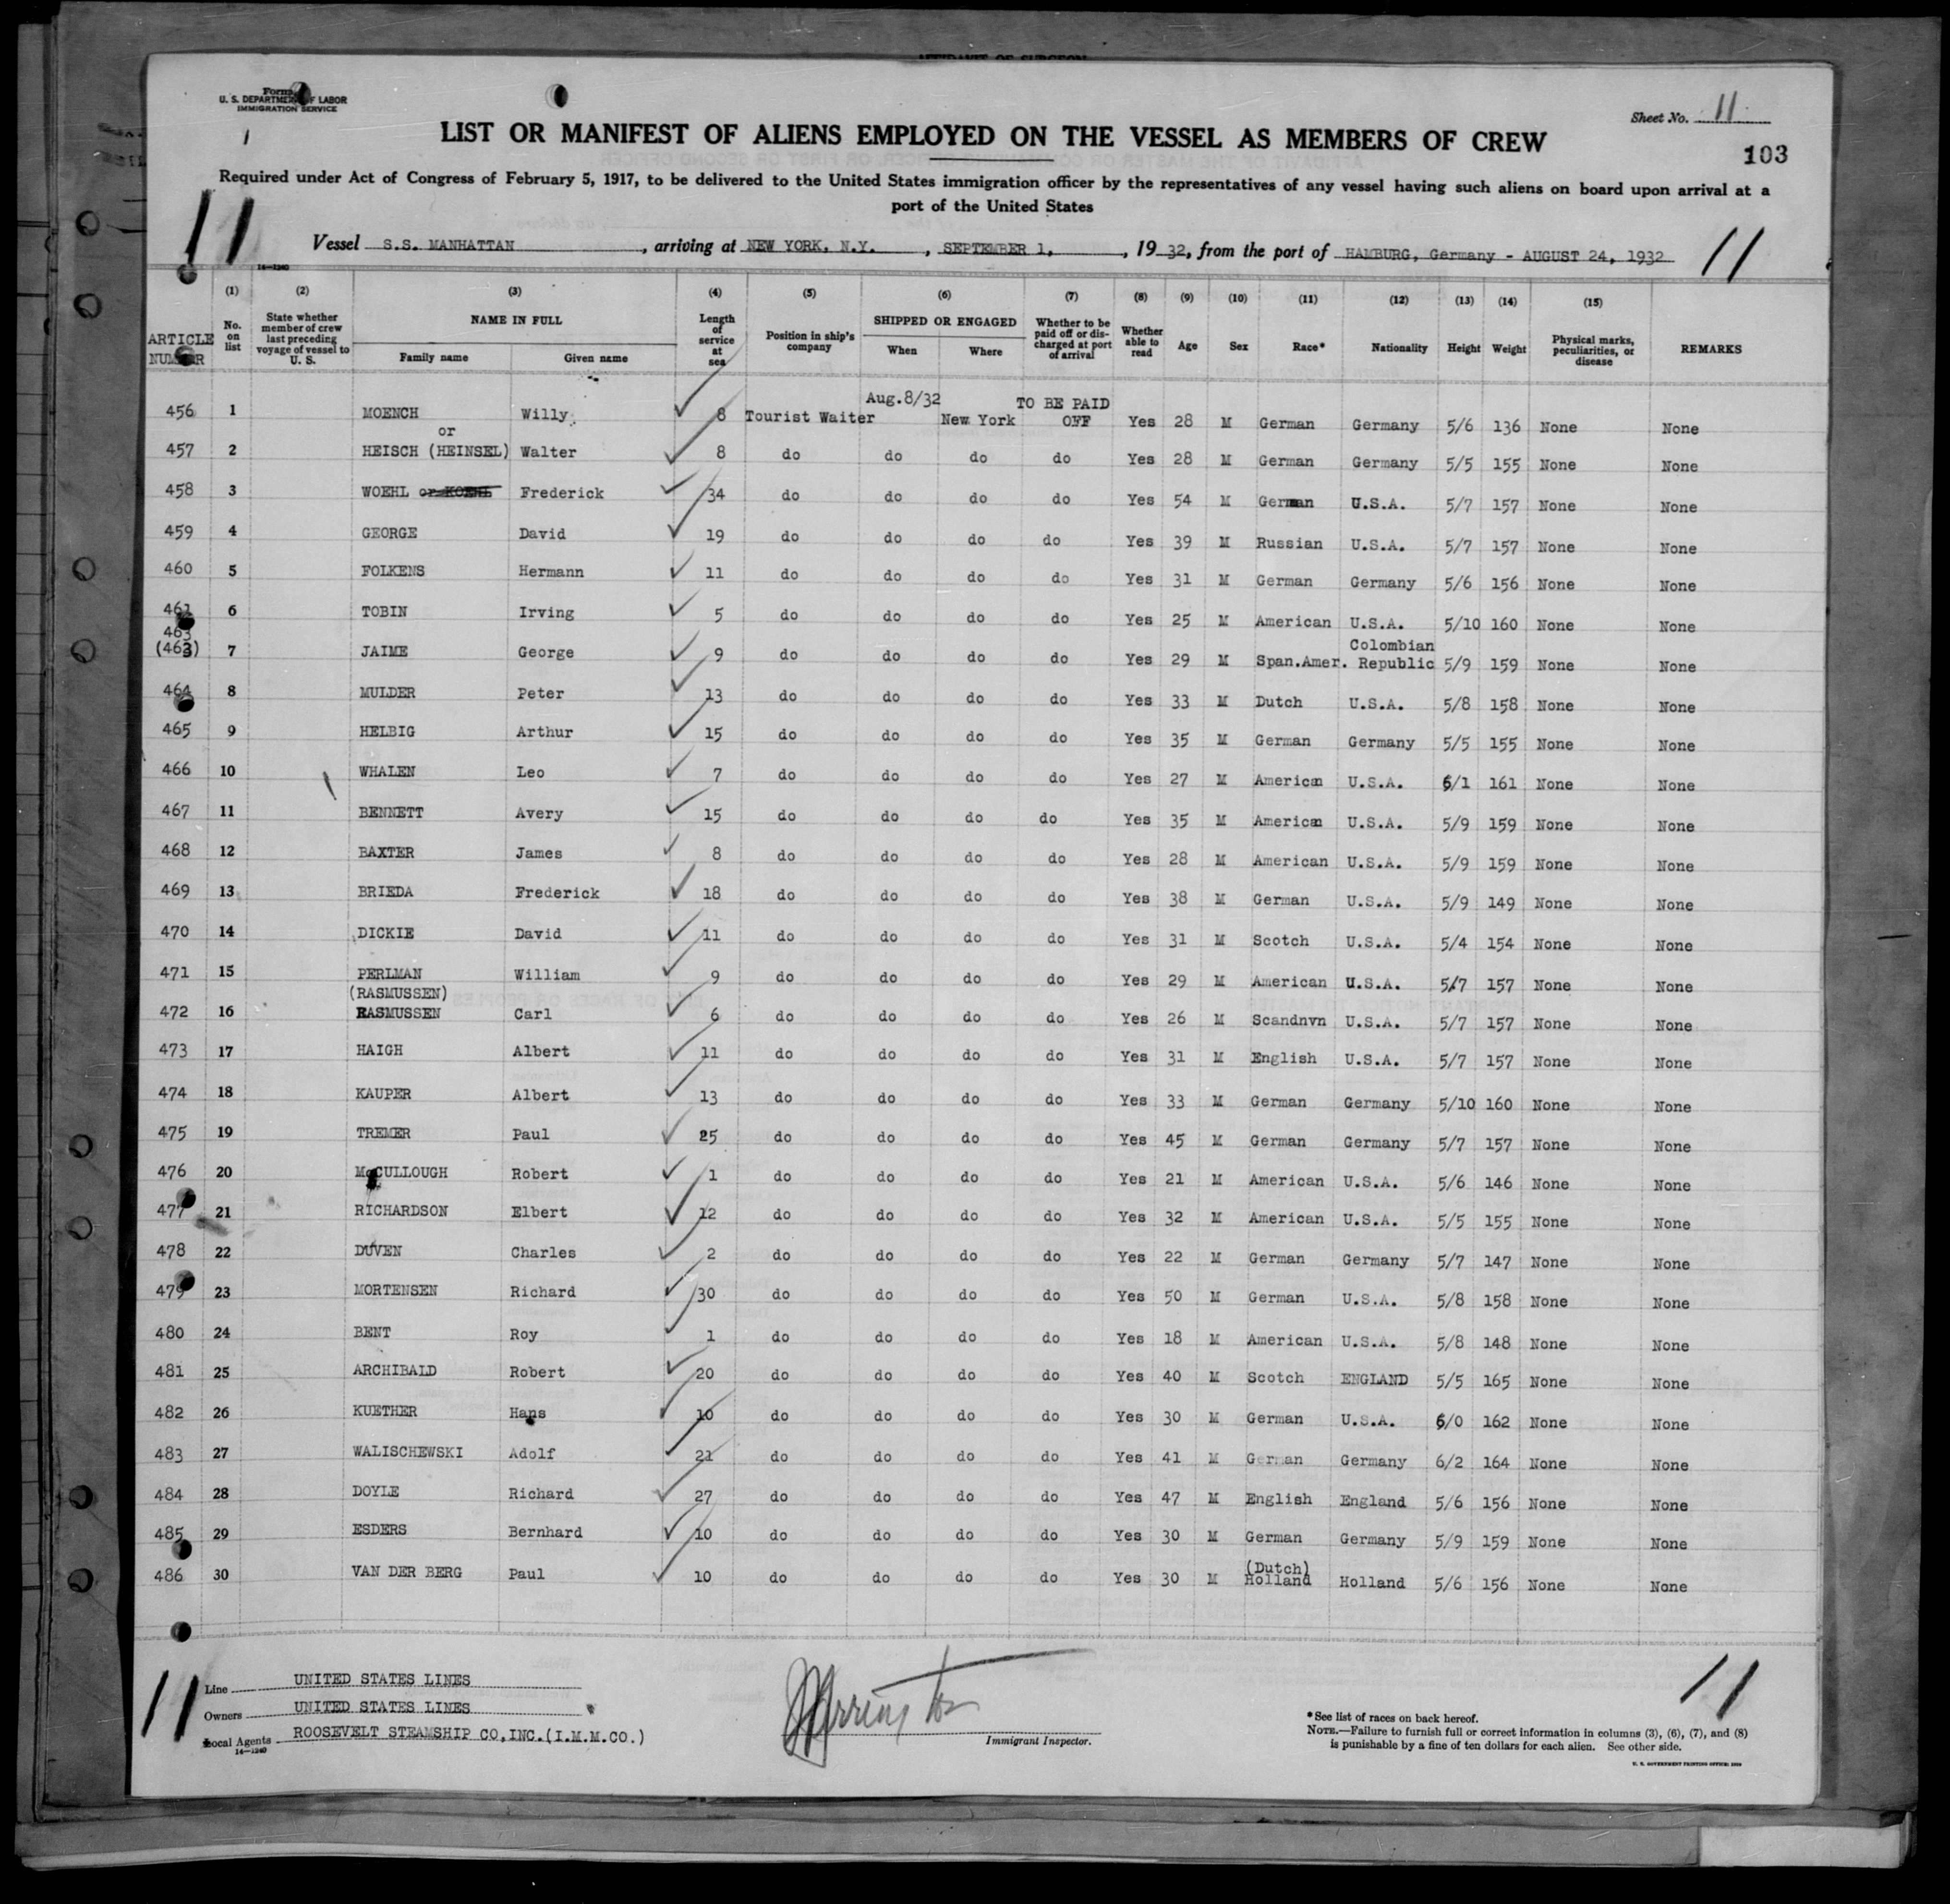 AFFIDAVIT OF SURGEON
Form
U. S. DEPARTMENT OF LABOR
IMMIGRATION SERVICE
Sheet No. 11
LIST OR MANIFEST OF ALIENS EMPLOYED ON THE VESSEL AS MEMBERS OF CREW
103
Required under Act of Congress of February 5, 1917, to be delivered to the United States immigration officer by the representatives of any vessel having such aliens on board upon arrival at a
port of the United States
11 11
Vessel S.S. MANHATTAN, arriving at NEW YORK, N.Y., SEPTEMBER 1, , 1932, from the port of HAMBURG, Germany - AUGUST 24, 1932
14-1240
ARTICLE NUMBER
(1) No. on list
(2) State whether member of crew last preceding voyage of vessel to U. S.
(3) NAME IN FULL Family name Given name
(4) Length of service at sea
(5) Position in ship's company
(6) SHIPPED OR ENGAGED When Where
(7) Whether to be paid off or discharged at port of arrival
(8) Whether able to read
(9) Age
(10) Sex
(11) Race*
(12) Nationality
(13) Height
(14) Weight
(15) Physical marks, peculiarities, or disease
REMARKS
456 1 MOENCH Willy 8 Tourist Waiter Aug.8/32 New York TO BE PAID OFF Yes 28 M German Germany 5/6 136 None None
457 2 HEISCH or (HEINSEL) Walter 8 do do do do Yes 28 M German Germany 5/5 155 None None
458 3 WOEHL or KOEHL Frederick 34 do do do do Yes 54 M German U.S.A. 5/7 157 None None
459 4 GEORGE David 19 do do do do Yes 39 M Russian U.S.A. 5/7 157 None None
460 5 FOLKENS Hermann 11 do do do do Yes 31 M German Germany 5/6 156 None None
461 6 TOBIN Irving 5 do do do do Yes 25 M American U.S.A. 5/10 160 None None
463 (463) 7 JAIME George 9 do do do do Yes 29 M Span.Amer. Colombian Republic 5/9 159 None None
464 8 MULDER Peter 13 do do do do Yes 33 M Dutch U.S.A. 5/8 158 None None
465 9 HELBIG Arthur 15 do do do do Yes 35 M German Germany 5/5 155 None None
466 10 WHALEN Leo 7 do do do do Yes 27 M American U.S.A. 6/1 161 None None
467 11 BENNETT Avery 15 do do do do Yes 35 M American U.S.A. 5/9 159 None None
468 12 BAXTER James 8 do do do do Yes 28 M American U.S.A. 5/9 159 None None
469 13 BRIEDA Frederick 18 do do do do Yes 38 M German U.S.A. 5/9 149 None None
470 14 DICKIE David 11 do do do do Yes 31 M Scotch U.S.A. 5/4 154 None None
471 15 PERLMAN William 9 do do do do Yes 29 M American U.S.A. 5/7 157 None None
472 16 (RASMUSSEN) RASMUSSEN Carl 6 do do do do Yes 26 M Scandnvn U.S.A. 5/7 157 None None
473 17 HAIGH Albert 11 do do do do Yes 31 M English U.S.A. 5/7 157 None None
474 18 KAUPER Albert 13 do do do do Yes 33 M German Germany 5/10 160 None None
475 19 TREMER Paul 25 do do do do Yes 45 M German Germany 5/7 157 None None
476 20 McCULLOUGH Robert 1 do do do do Yes 21 M American U.S.A. 5/6 146 None None
477 21 RICHARDSON Elbert 12 do do do do Yes 32 M American U.S.A. 5/5 155 None None
478 22 DUVEN Charles 2 do do do do Yes 22 M German Germany 5/7 147 None None
479 23 MORTENSEN Richard 30 do do do do Yes 50 M German U.S.A. 5/8 158 None None
480 24 BENT Roy 1 do do do do Yes 18 M American U.S.A. 5/8 148 None None
481 25 ARCHIBALD Robert 20 do do do do Yes 40 M Scotch ENGLAND 5/5 165 None None
482 26 KUETHER Hans 10 do do do do Yes 30 M German U.S.A. 6/0 162 None None
483 27 WALISCHEWSKI Adolf 21 do do do do Yes 41 M German Germany 6/2 164 None None
484 28 DOYLE Richard 27 do do do do Yes 47 M English England 5/6 156 None None
485 29 ESDERS Bernhard 10 do do do do Yes 30 M German Germany 5/9 159 None None
486 30 VAN DER BERG Paul 10 do do do do Yes 30 M (Dutch) Holland Holland 5/6 156 None None
11 11
Line UNITED STATES LINES
Owners UNITED STATES LINES
Local Agents ROOSEVELT STEAMSHIP CO,INC.(I.M.M.CO.)
14-1240
Immigrant Inspector.
*See list of races on back hereof.
NOTE.—Failure to furnish full or correct information in columns (3), (6), (7), and (8)
is punishable by a fine of ten dollars for each alien. See other side.